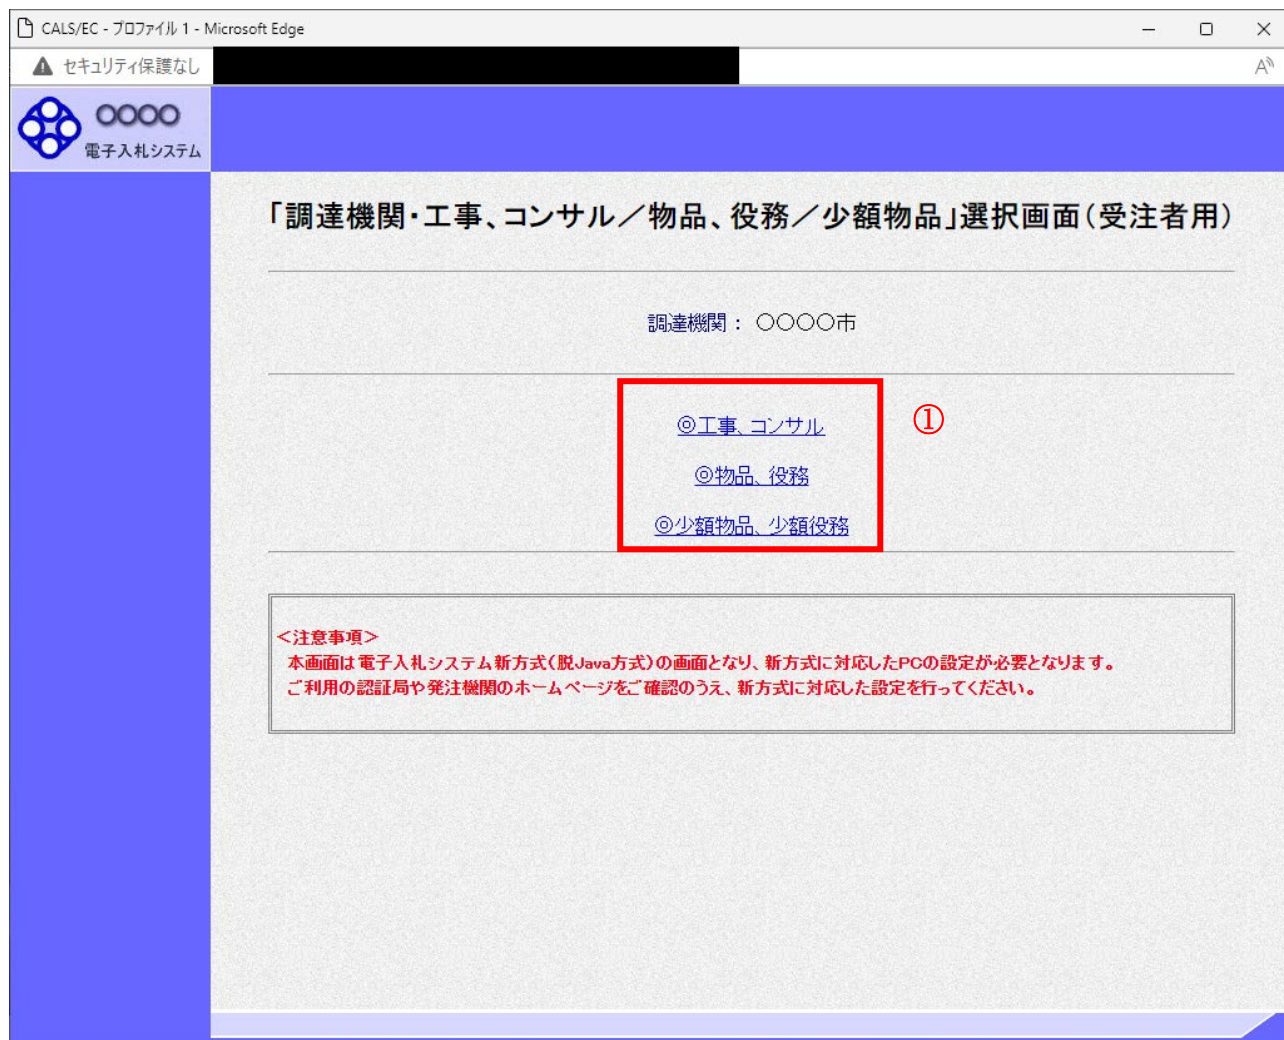 CALS/EC - プロファイル 1 - Microsoft Edge
セキュリティ保護なし
○○○○
電子入札システム
「調達機関・工事、コンサル／物品、役務／少額物品」選択画面（受注者用）
調達機関： ○○○○市
◎工事、コンサル
①
◎物品、役務
◎少額物品、少額役務
＜注意事項＞
本画面は電子入札システム新方式（脱Java方式）の画面となり、新方式に対応したPCの設定が必要となります。
ご利用の認証局や発注機関のホームページをご確認のうえ、新方式に対応した設定を行ってください。